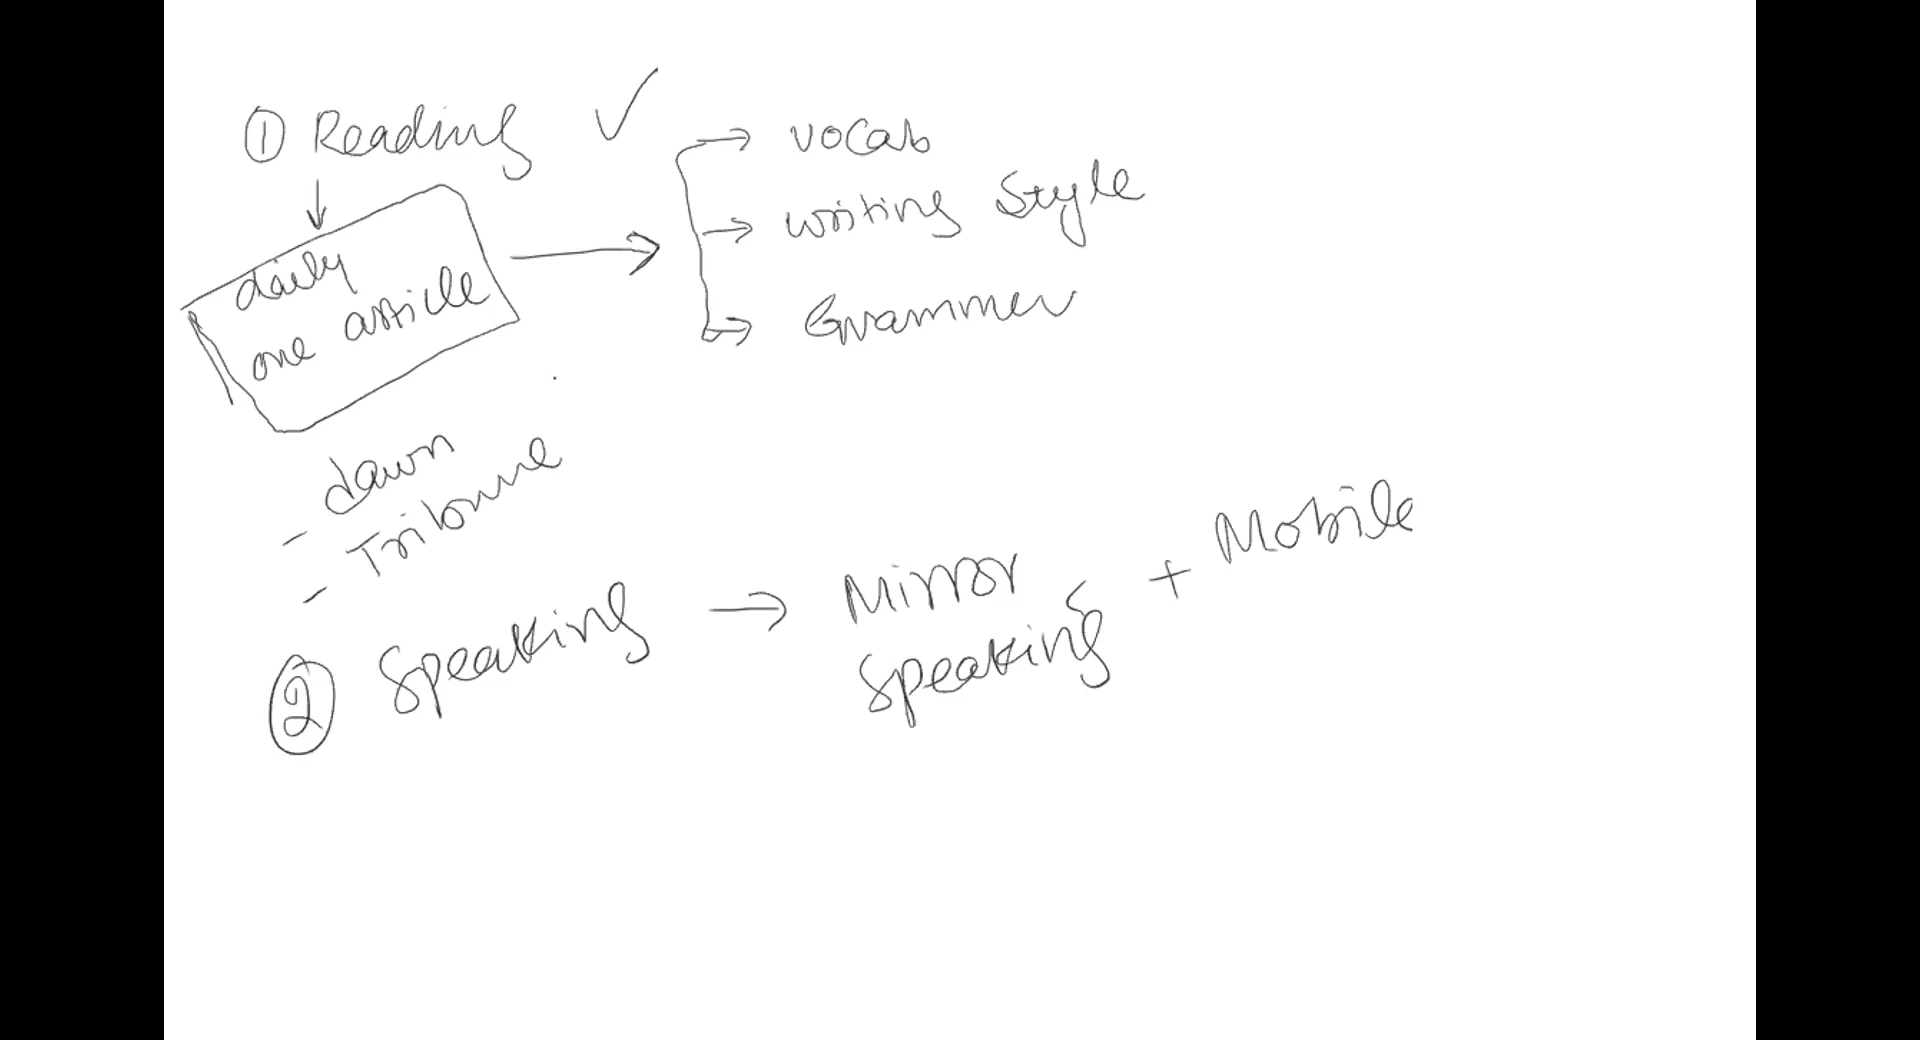 ① Reading ✓
daily
one article
→ vocab
→ writing Style
→ Grammer
- dawn
- Tribune
② Speaking → Mirror
Speaking + Mobile